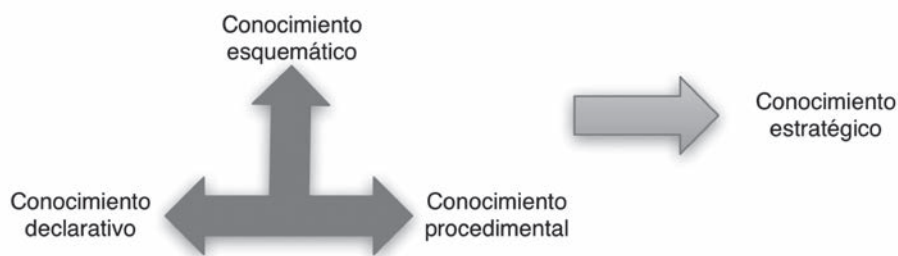 Conocimiento
esquemático
Conocimiento
estratégico
Conocimiento
declarativo
Conocimiento
procedimental